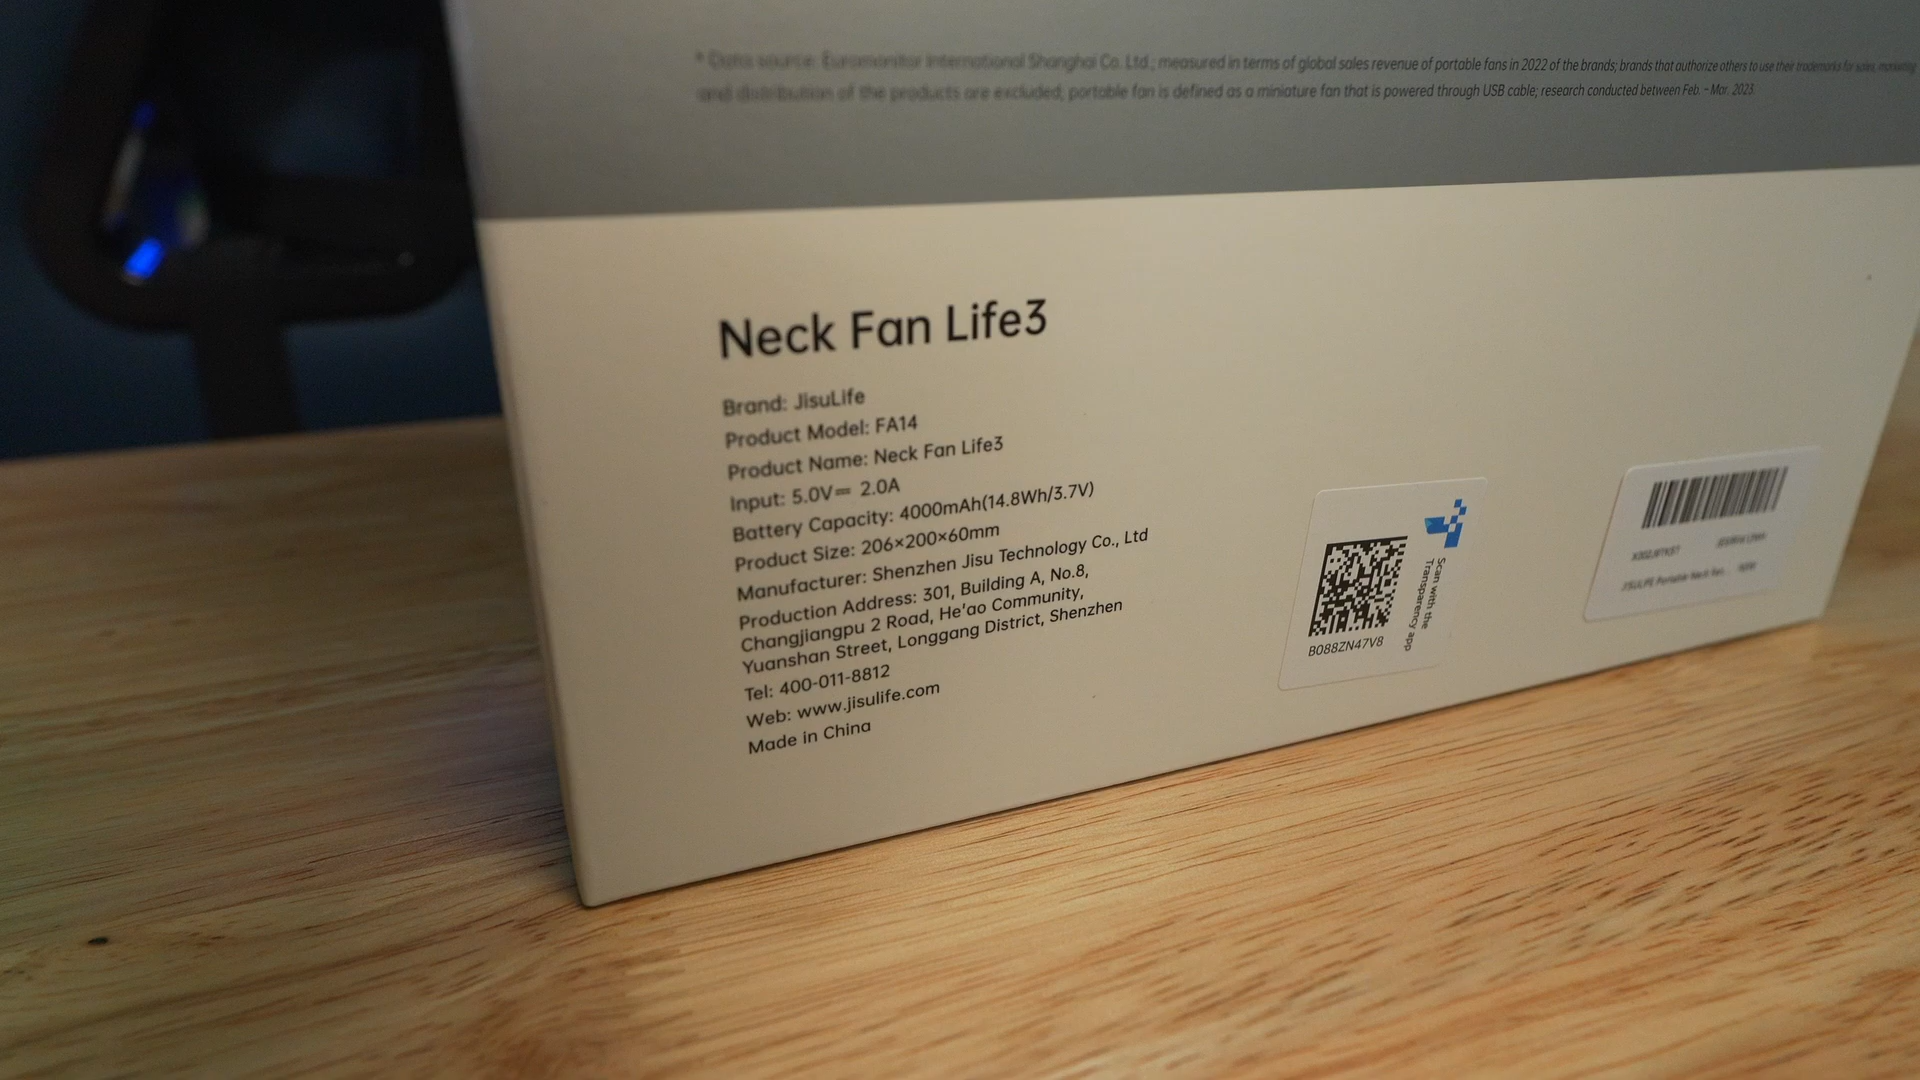 * Data source: Euromonitor International Shanghai Co. Ltd.; measured in terms of global sales revenue of portable fans in 2022 of the brands; brands that authorize others to use their trademarks for sales, marketing
and distribution of the products are excluded; portable fan is defined as a miniature fan that is powered through USB cable; research conducted between Feb. - Mar. 2023
Neck Fan Life3
Brand: JisuLife
Product Model: FA14
Product Name: Neck Fan Life3
Input: 5.0V⎓ 2.0A
Battery Capacity: 4000mAh(14.8Wh/3.7V)
Product Size: 206×200×60mm
Manufacturer: Shenzhen Jisu Technology Co., Ltd
Production Address: 301, Building A, No.8,
Changjiangpu 2 Road, He'ao Community,
Yuanshan Street, Longgang District, Shenzhen
Tel: 400-011-8812
Web: www.jisulife.com
Made in China
Scan with the
Transparency app
B088ZN47V8
JISULIFE Portable Neck Fan,